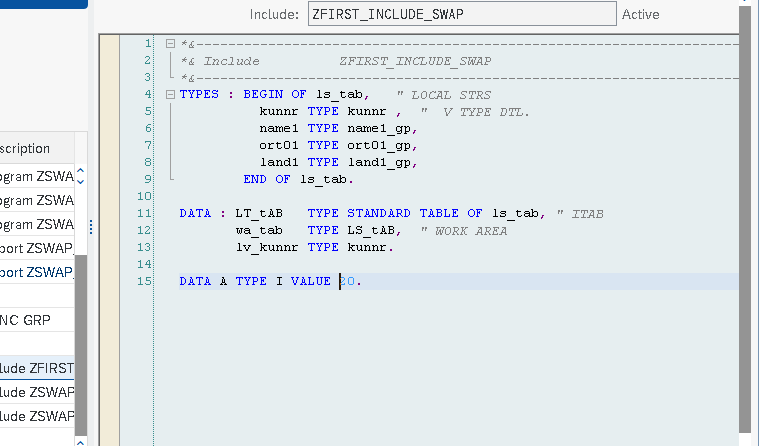 Include: ZFIRST_INCLUDE_SWAP Active
scription
ogram ZSWA
ogram ZSWA
ogram ZSWA
port ZSWAP_
port ZSWAP_
NC GRP
lude ZFIRST
lude ZSWAP
lude ZSWAP
1 *&---------------------------------------------------------------------
2 *& Include ZFIRST_INCLUDE_SWAP
3 *&---------------------------------------------------------------------
4 TYPES : BEGIN OF ls_tab, " LOCAL STRS
5 kunnr TYPE kunnr , " V TYPE DTL.
6 name1 TYPE name1_gp,
7 ort01 TYPE ort01_gp,
8 land1 TYPE land1_gp,
9 END OF ls_tab.
10
11 DATA : LT_tAB TYPE STANDARD TABLE OF ls_tab, " ITAB
12 wa_tab TYPE LS_tAB, " WORK AREA
13 lv_kunnr TYPE kunnr.
14
15 DATA A TYPE I VALUE 20.